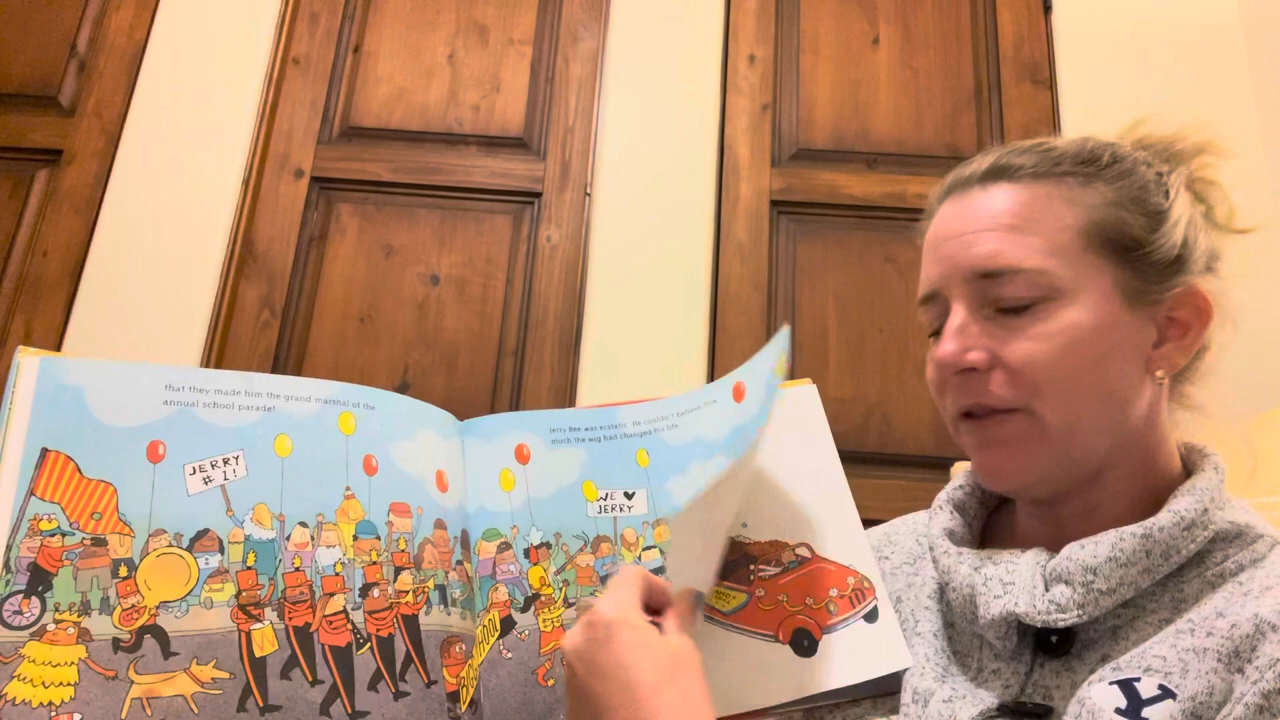 that they made him the grand marshal of the
annual school parade!
Jerry Bee was ecstatic. He couldn't believe how
much the wig had changed his life.
JERRY
# 1!
WE ♥
JERRY
Y